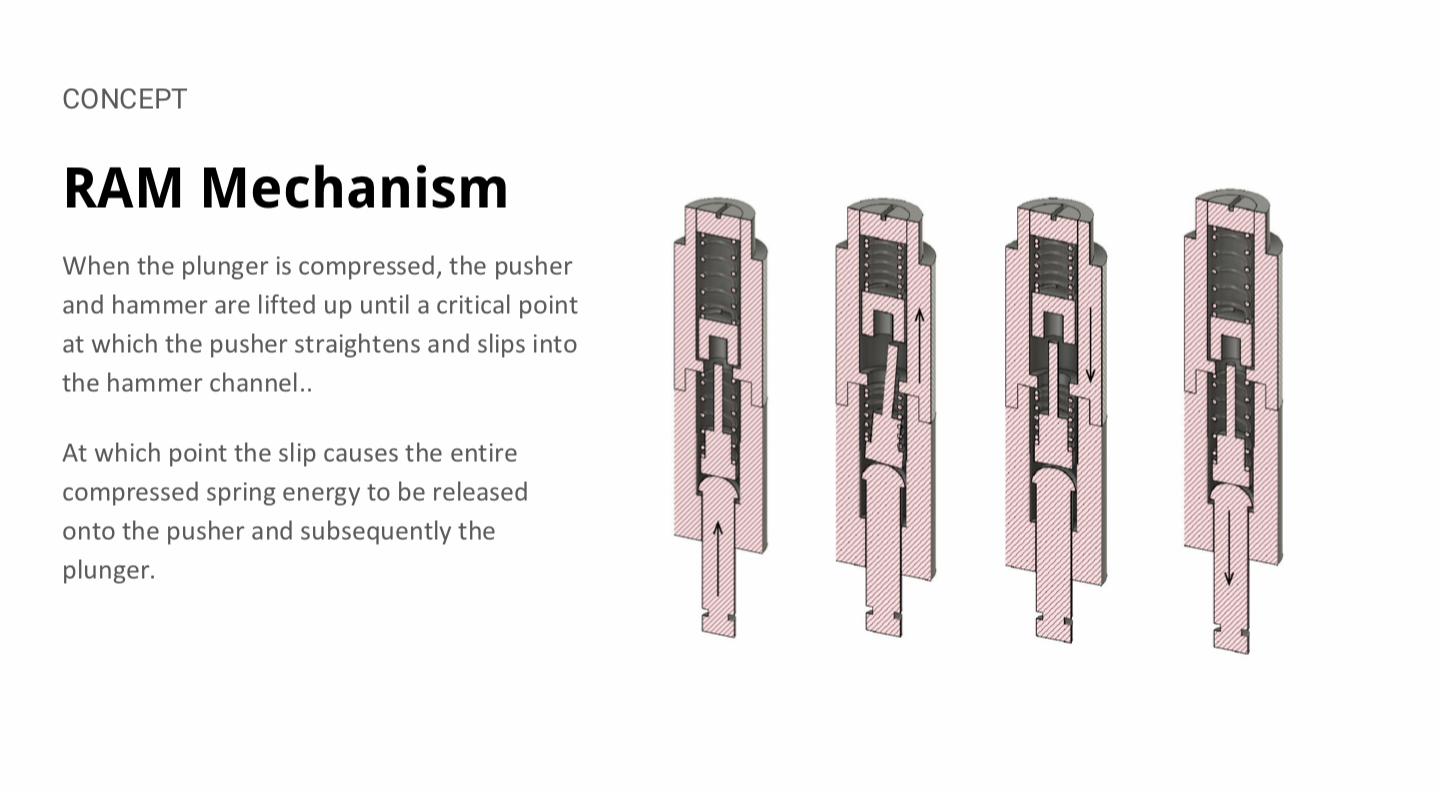 CONCEPT
RAM Mechanism
When the plunger is compressed, the pusher
and hammer are lifted up until a critical point
at which the pusher straightens and slips into
the hammer channel..
At which point the slip causes the entire
compressed spring energy to be released
onto the pusher and subsequently the
plunger.